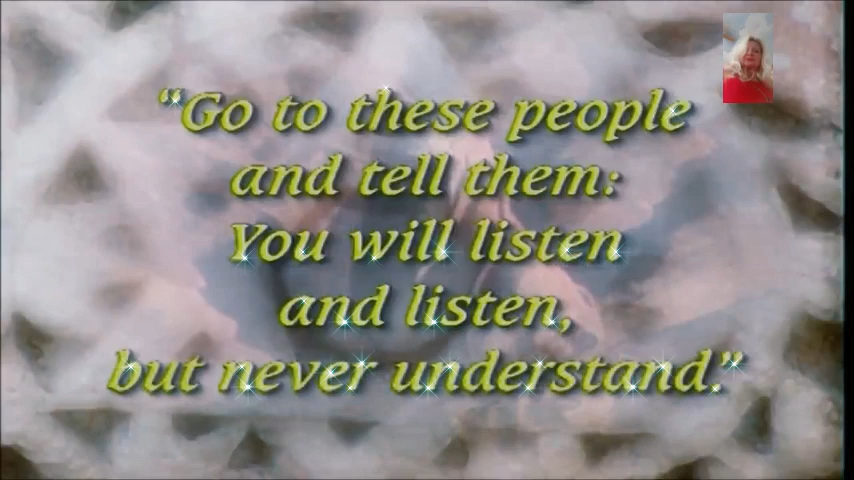 “Go to these people
and tell them:
You will listen
and listen,
but never understand.”